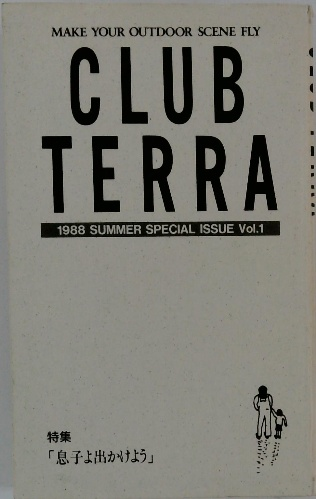 MAKE YOUR OUTDOOR SCENE FLY
CLUB
TERRA
1988 SUMMER SPECIAL ISSUE Vol.1
特集
「息子よ出かけよう」